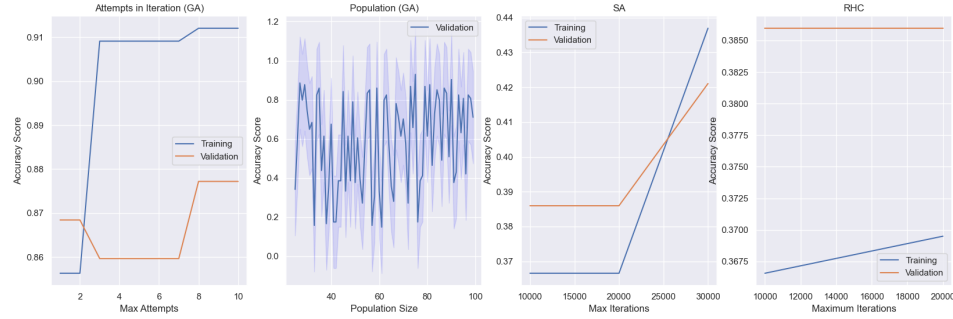 Attempts in Iteration (GA)
Accuracy Score
0.91
0.90
0.89
0.88
0.87
0.86
Training
Validation
2
4
6
8
10
Max Attempts
Population (GA)
Accuracy Score
1.2
1.0
0.8
0.6
0.4
0.2
0.0
Validation
40
60
80
100
Population Size
SA
Accuracy Score
0.44
0.43
0.42
0.41
0.40
0.39
0.38
0.37
Training
Validation
10000
15000
20000
25000
30000
Max Iterations
RHC
Accuracy Score
0.3850
0.3825
0.3800
0.3775
0.3750
0.3725
0.3700
0.3675
Training
Validation
10000
12000
14000
16000
18000
20000
Maximum Iterations